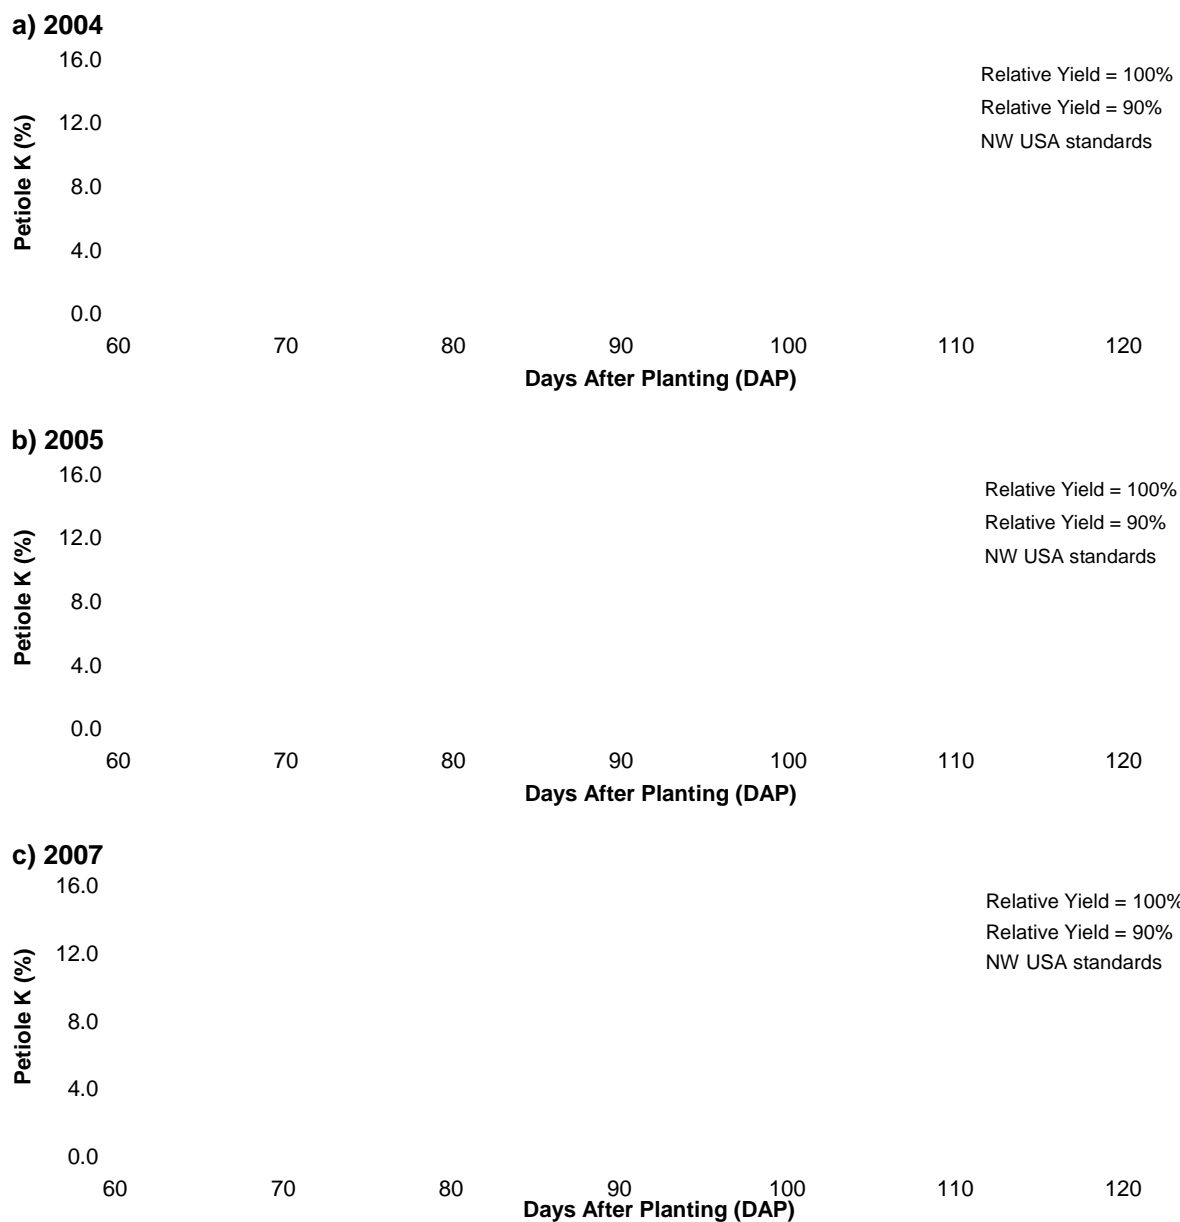 a) 2004
16.0
Relative Yield = 100%
12.0
Relative Yield = 90%
NW USA standards
Petiole K (%)
8.0
4.0
0.0
60 70 80 90 100 110 120
Days After Planting (DAP)
b) 2005
16.0
Relative Yield = 100%
12.0
Relative Yield = 90%
NW USA standards
Petiole K (%)
8.0
4.0
0.0
60 70 80 90 100 110 120
Days After Planting (DAP)
c) 2007
16.0
Relative Yield = 100%
Relative Yield = 90%
12.0
NW USA standards
Petiole K (%)
8.0
4.0
0.0
60 70 80 90 100 110 120
Days After Planting (DAP)